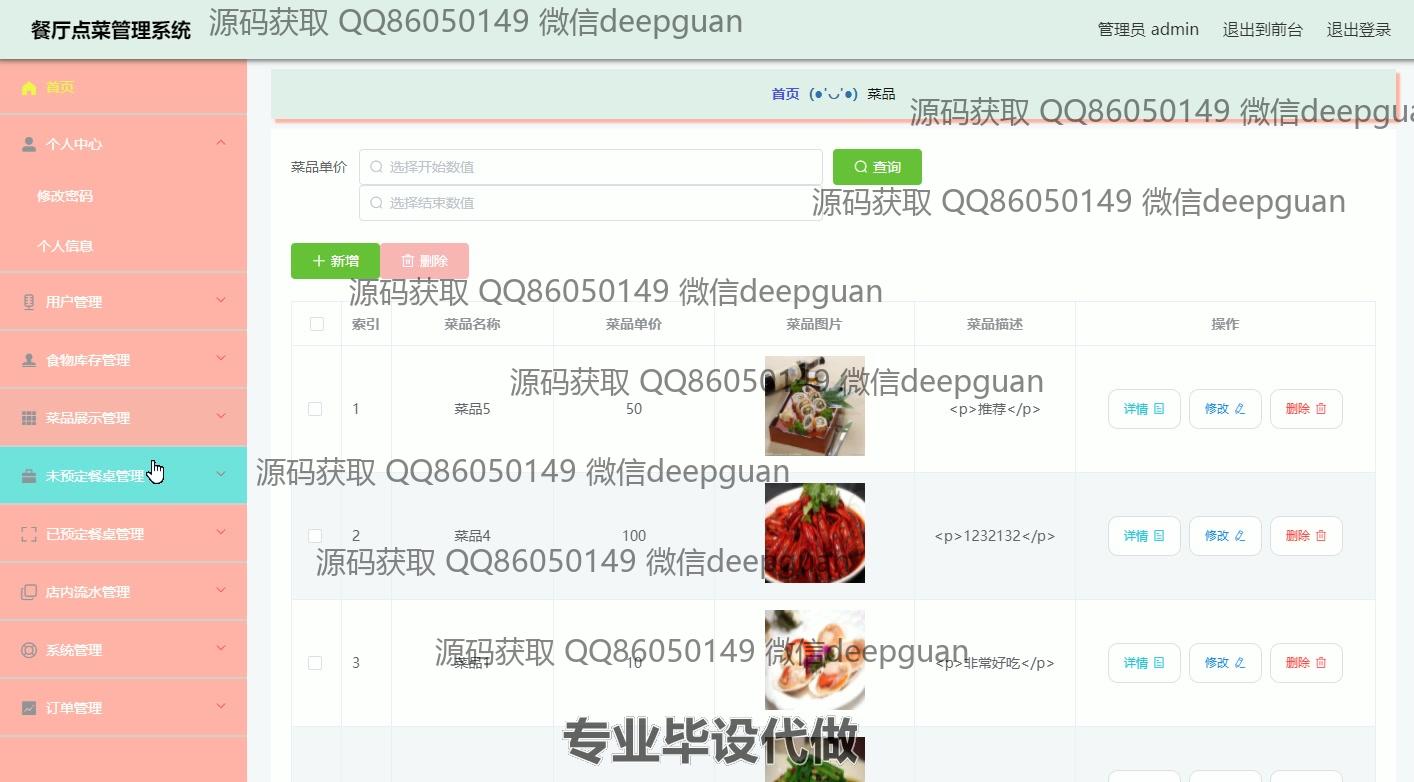 餐厅点菜管理系统
源码获取 QQ86050149 微信deepguan
管理员 admin
退出到前台
退出登录
首页
个人中心
修改密码
个人信息
用户管理
食物库存管理
菜品展示管理
未预定餐桌管理
已预定餐桌管理
店内流水管理
系统管理
订单管理
首页 (●'◡'●) 菜品
源码获取 QQ86050149 微信deepgua
菜品单价
选择开始数值
查询
选择结束数值
源码获取 QQ86050149 微信deepguan
新增
删除
源码获取 QQ86050149 微信deepguan
索引 菜品名称 菜品单价 菜品图片 菜品描述 操作
源码获取 QQ86050149 微信deepguan
1 菜品5 50 <p>推荐</p> 详情 修改 删除
源码获取 QQ86050149 微信deepguan
2 菜品4 100 <p>1232132</p> 详情 修改 删除
源码获取 QQ86050149 微信deepguan
源码获取 QQ86050149 微信deepguan
3 菜品1 10 <p>非常好吃</p> 详情 修改 删除
专业毕设代做